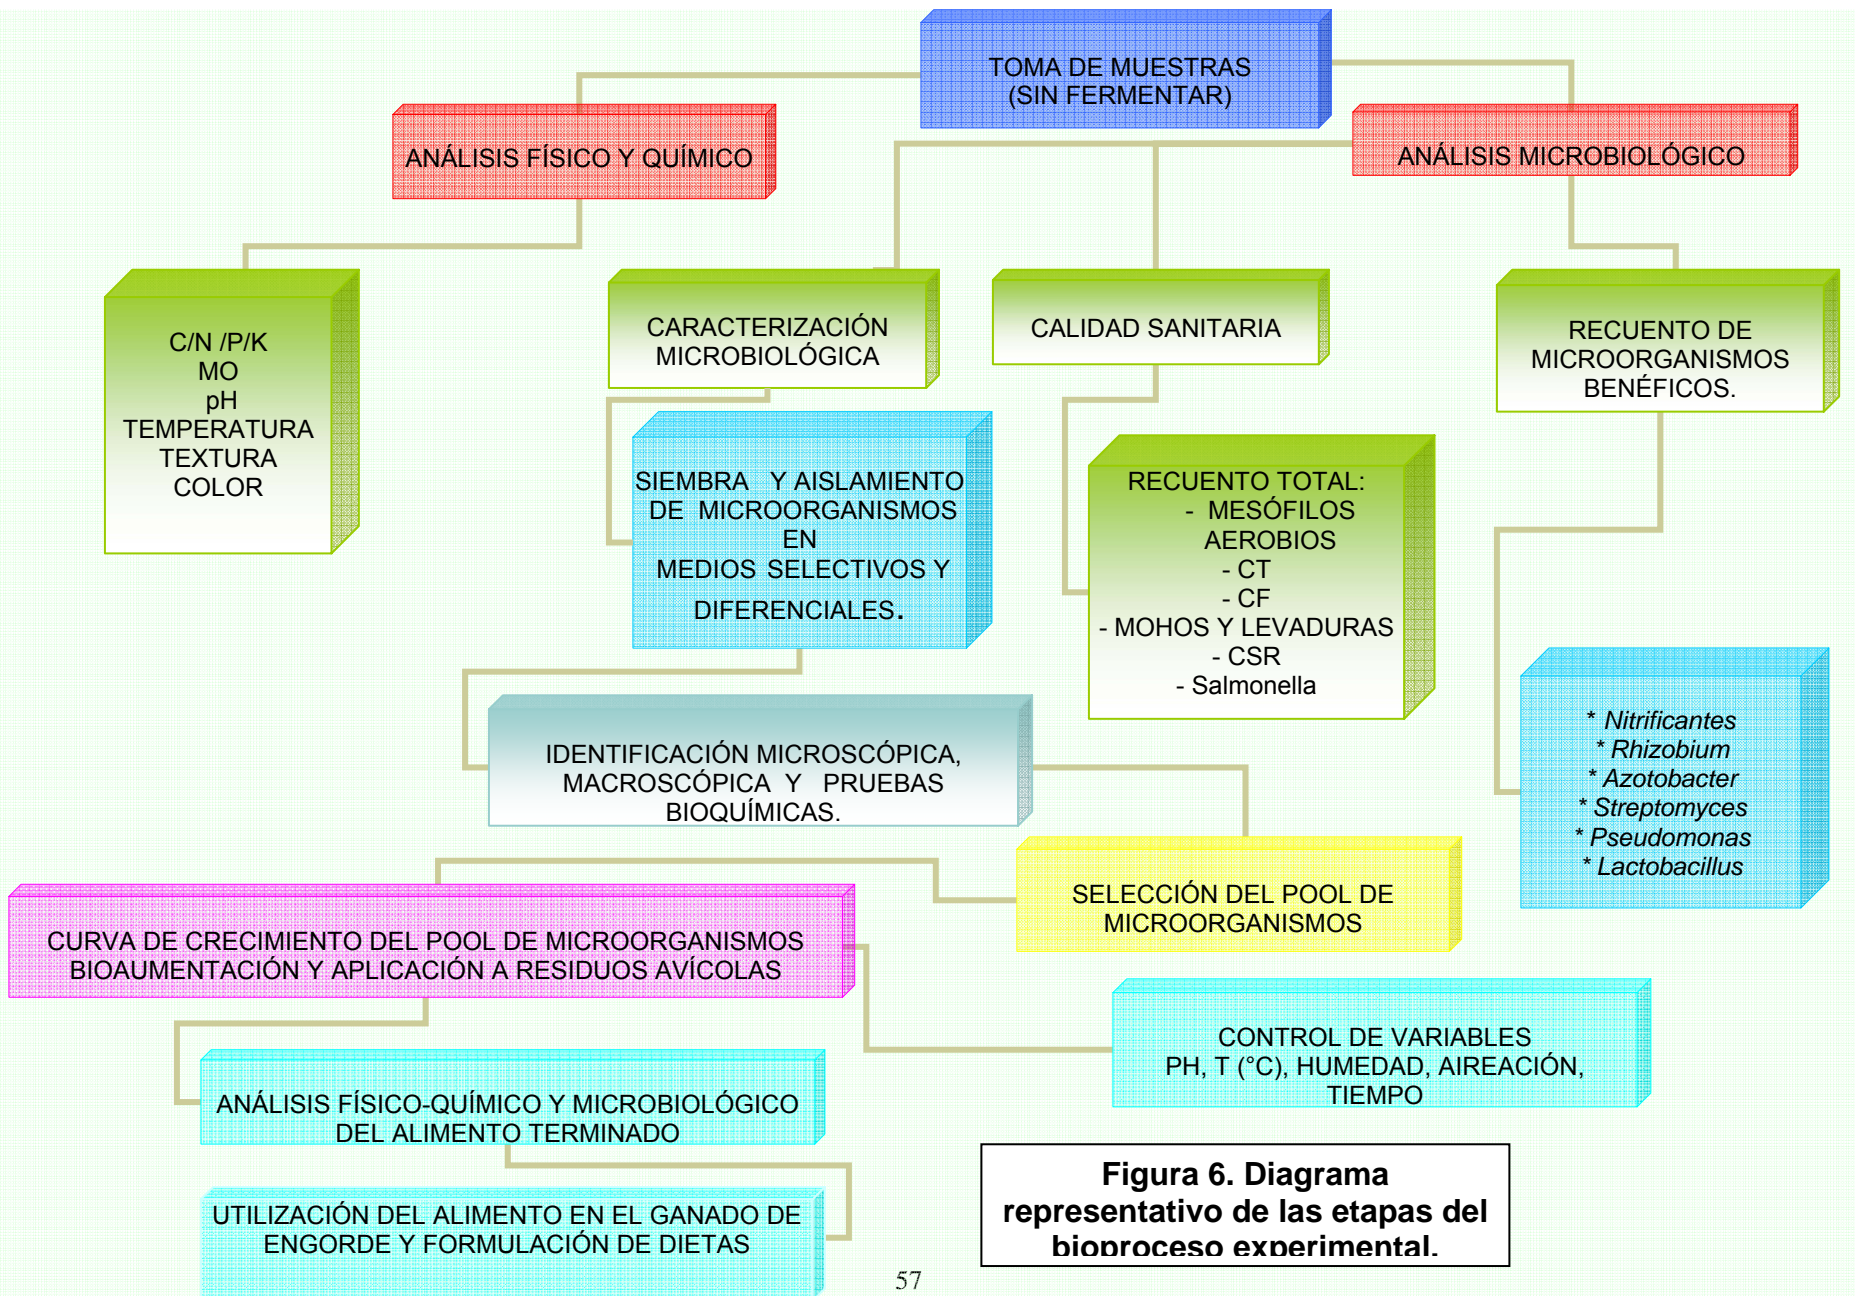 TOMA DE MUESTRAS
(SIN FERMENTAR)
ANÁLISIS FÍSICO Y QUÍMICO
ANÁLISIS MICROBIOLÓGICO
C/N /P/K
MO
pH
TEMPERATURA
TEXTURA
COLOR
CARACTERIZACIÓN
MICROBIOLÓGICA
CALIDAD SANITARIA
RECUENTO DE
MICROORGANISMOS
BENÉFICOS.
SIEMBRA Y AISLAMIENTO
DE MICROORGANISMOS
EN
MEDIOS SELECTIVOS Y
DIFERENCIALES.
RECUENTO TOTAL:
- MESÓFILOS
AEROBIOS
- CT
- CF
- MOHOS Y LEVADURAS
- CSR
- Salmonella
* Nitrificantes
* Rhizobium
* Azotobacter
* Streptomyces
* Pseudomonas
* Lactobacillus
IDENTIFICACIÓN MICROSCÓPICA,
MACROSCÓPICA Y PRUEBAS
BIOQUÍMICAS.
SELECCIÓN DEL POOL DE
MICROORGANISMOS
CURVA DE CRECIMIENTO DEL POOL DE MICROORGANISMOS
BIOAUMENTACIÓN Y APLICACIÓN A RESIDUOS AVÍCOLAS
CONTROL DE VARIABLES
PH, T (°C), HUMEDAD, AIREACIÓN,
TIEMPO
ANÁLISIS FÍSICO-QUÍMICO Y MICROBIOLÓGICO
DEL ALIMENTO TERMINADO
UTILIZACIÓN DEL ALIMENTO EN EL GANADO DE
ENGORDE Y FORMULACIÓN DE DIETAS
Figura 6. Diagrama
representativo de las etapas del
bioproceso experimental.
57